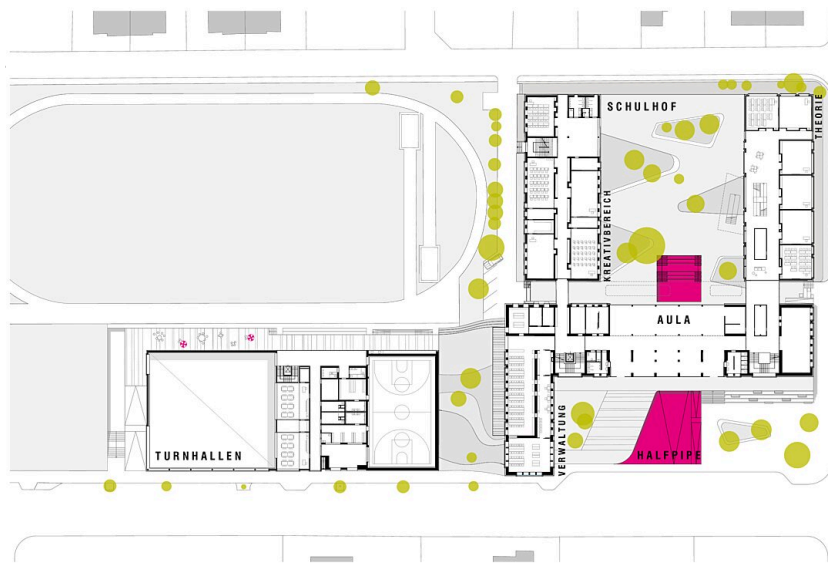 SCHULHOF
THEORIE
KREATIVBEREICH
AULA
VERWALTUNG
TURNHALLEN
HALFPIPE